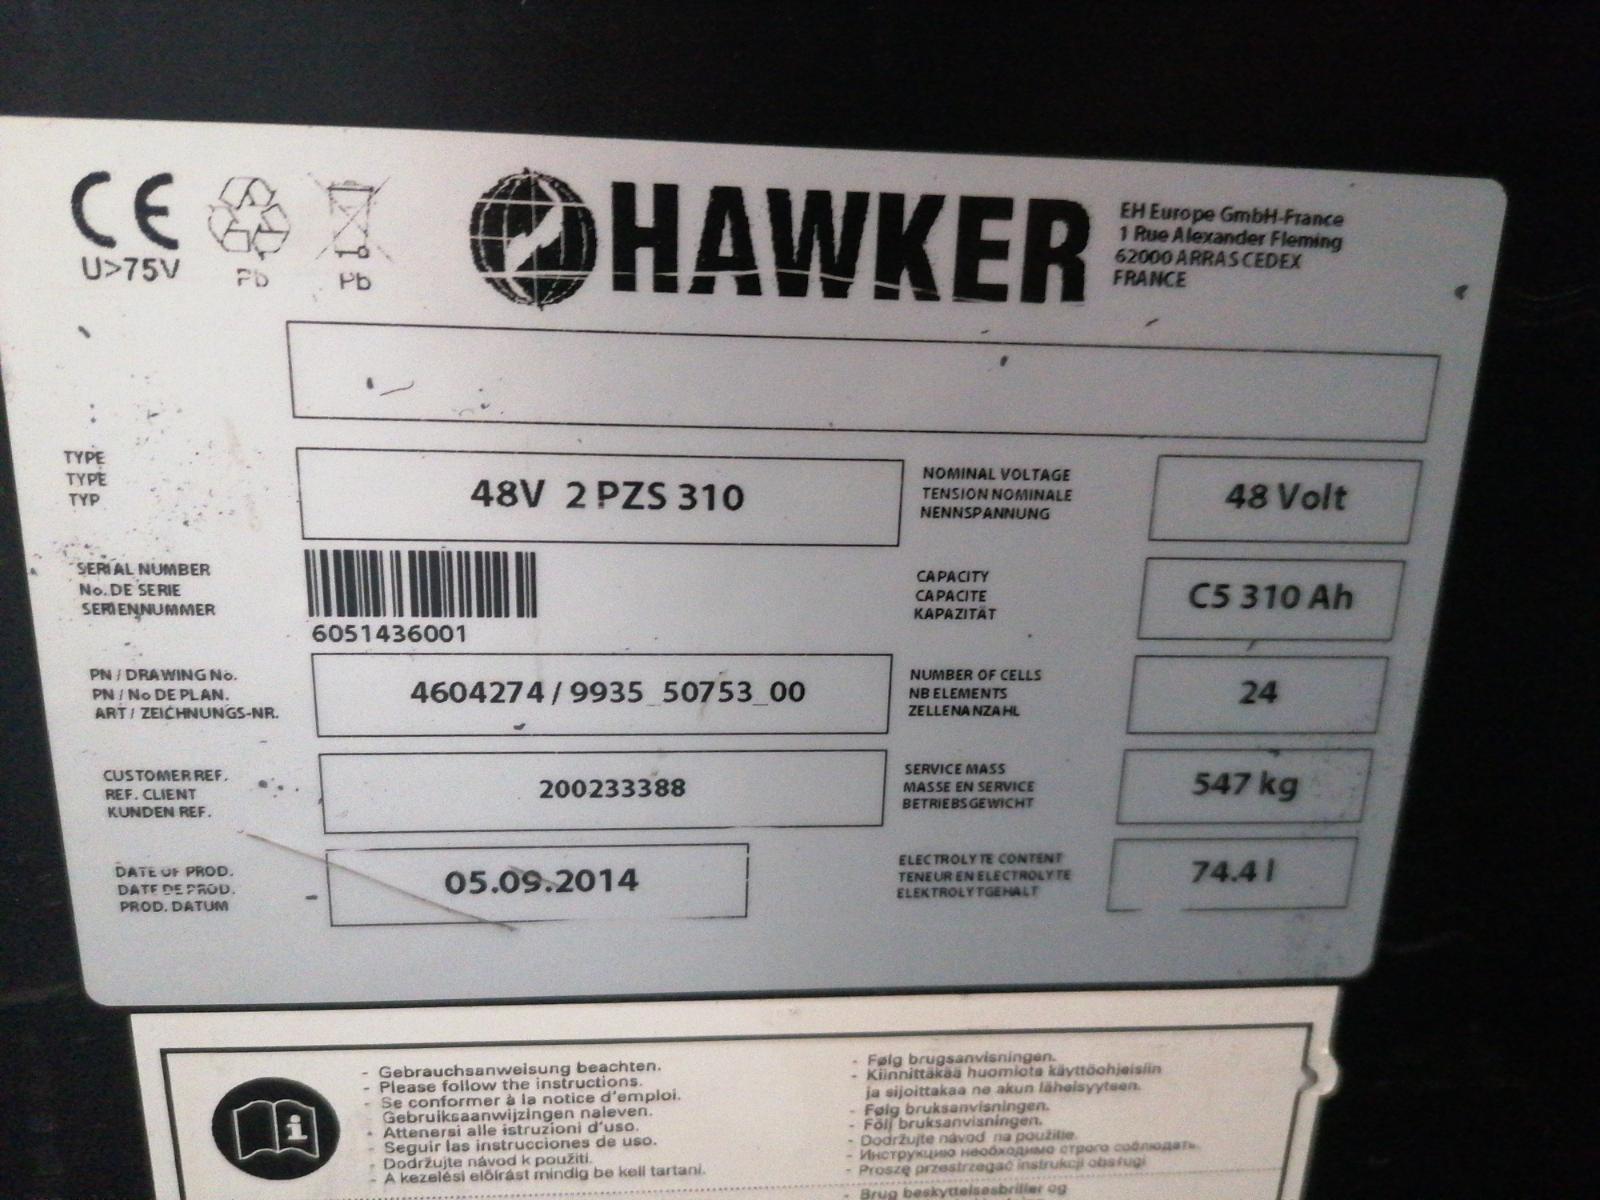 CE
U>75V
Pb
Pb
HAWKER
EH Europe GmbH-France
1 Rue Alexander Fleming
62000 ARRAS CEDEX
FRANCE
TYPE
TYPE
TYP
48V 2 PZS 310
NOMINAL VOLTAGE
TENSION NOMINALE
NENNSPANNUNG
48 Volt
SERIAL NUMBER
No. DE SERIE
SERIENNUMMER
6051436001
CAPACITY
CAPACITE
KAPAZITÄT
C5 310 Ah
PN / DRAWING No.
PN / No DE PLAN.
ART / ZEICHNUNGS-NR.
4604274 / 9935_50753_00
NUMBER OF CELLS
NB ELEMENTS
ZELLENANZAHL
24
CUSTOMER REF.
REF. CLIENT
KUNDEN REF.
200233388
SERVICE MASS
MASSE EN SERVICE
BETRIEBSGEWICHT
547 kg
DATE OF PROD.
DATE DE PROD.
PROD. DATUM
05.09.2014
ELECTROLYTE CONTENT
TENEUR EN ELECTROLYTE
ELEKTROLYTGEHALT
74.4 l
- Gebrauchsanweisung beachten.
- Please follow the instructions.
- Se conformer à la notice d'emploi.
Gebruiksaanwijzingen naleven.
- Attenersi alle istruzioni d'uso.
- Seguir las instrucciones de uso.
- Dodržujte návod k použiti.
- A kezelési előírást mindig be kell tartani.
- Følg brugsanvisningen.
- Kiinnittäkää huomiota käyttöohjeisiin
ja sijoittakaa ne akun läheisyyteen.
- Følg bruksanvisningen.
- Följ bruksanvisningen.
- Dodržujte návod na použitie.
- Инструкцию необходимо строго соблюдать.
- Proszę przestrzegać instrukcji obsługi
- Brug beskyttelsesbriller og